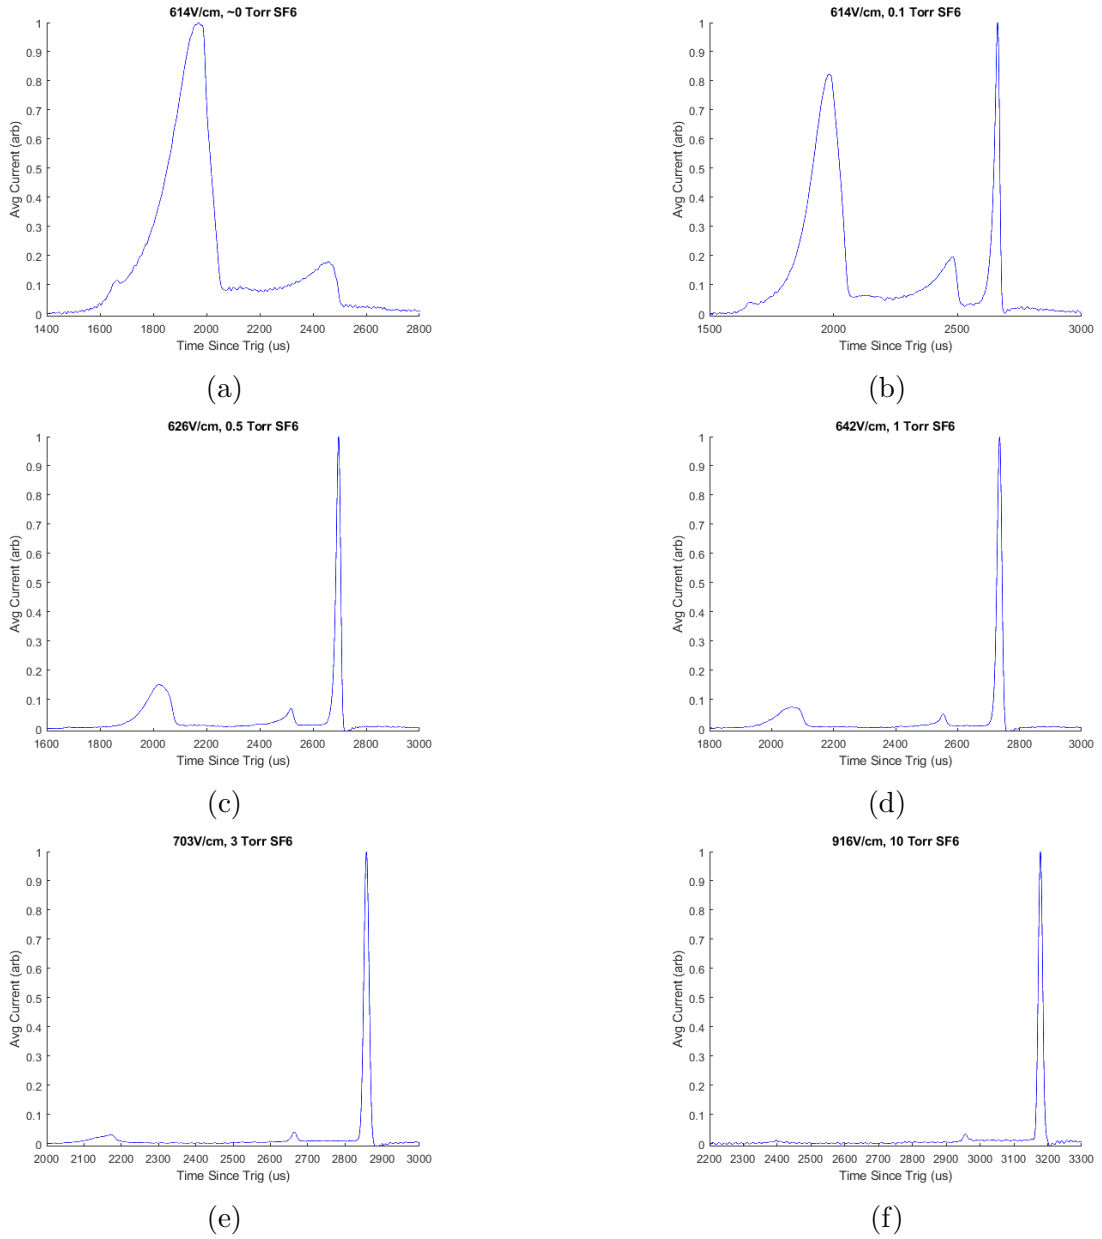 614V/cm, ~0 Torr SF6
1
0.9
0.8
0.7
0.6
0.5
0.4
0.3
0.2
0.1
0
Avg Current (arb)
1400 1600 1800 2000 2200 2400 2600 2800
Time Since Trig (us)
(a)
614V/cm, 0.1 Torr SF6
1
0.9
0.8
0.7
0.6
0.5
0.4
0.3
0.2
0.1
0
Avg Current (arb)
1500 2000 2500 3000
Time Since Trig (us)
(b)
626V/cm, 0.5 Torr SF6
1
0.9
0.8
0.7
0.6
0.5
0.4
0.3
0.2
0.1
0
Avg Current (arb)
1600 1800 2000 2200 2400 2600 2800 3000
Time Since Trig (us)
(c)
642V/cm, 1 Torr SF6
1
0.9
0.8
0.7
0.6
0.5
0.4
0.3
0.2
0.1
0
Avg Current (arb)
1800 2000 2200 2400 2600 2800 3000
Time Since Trig (us)
(d)
703V/cm, 3 Torr SF6
1
0.9
0.8
0.7
0.6
0.5
0.4
0.3
0.2
0.1
0
Avg Current (arb)
2000 2100 2200 2300 2400 2500 2600 2700 2800 2900 3000
Time Since Trig (us)
(e)
916V/cm, 10 Torr SF6
1
0.9
0.8
0.7
0.6
0.5
0.4
0.3
0.2
0.1
0
Avg Current (arb)
2200 2300 2400 2500 2600 2700 2800 2900 3000 3100 3200 3300
Time Since Trig (us)
(f)